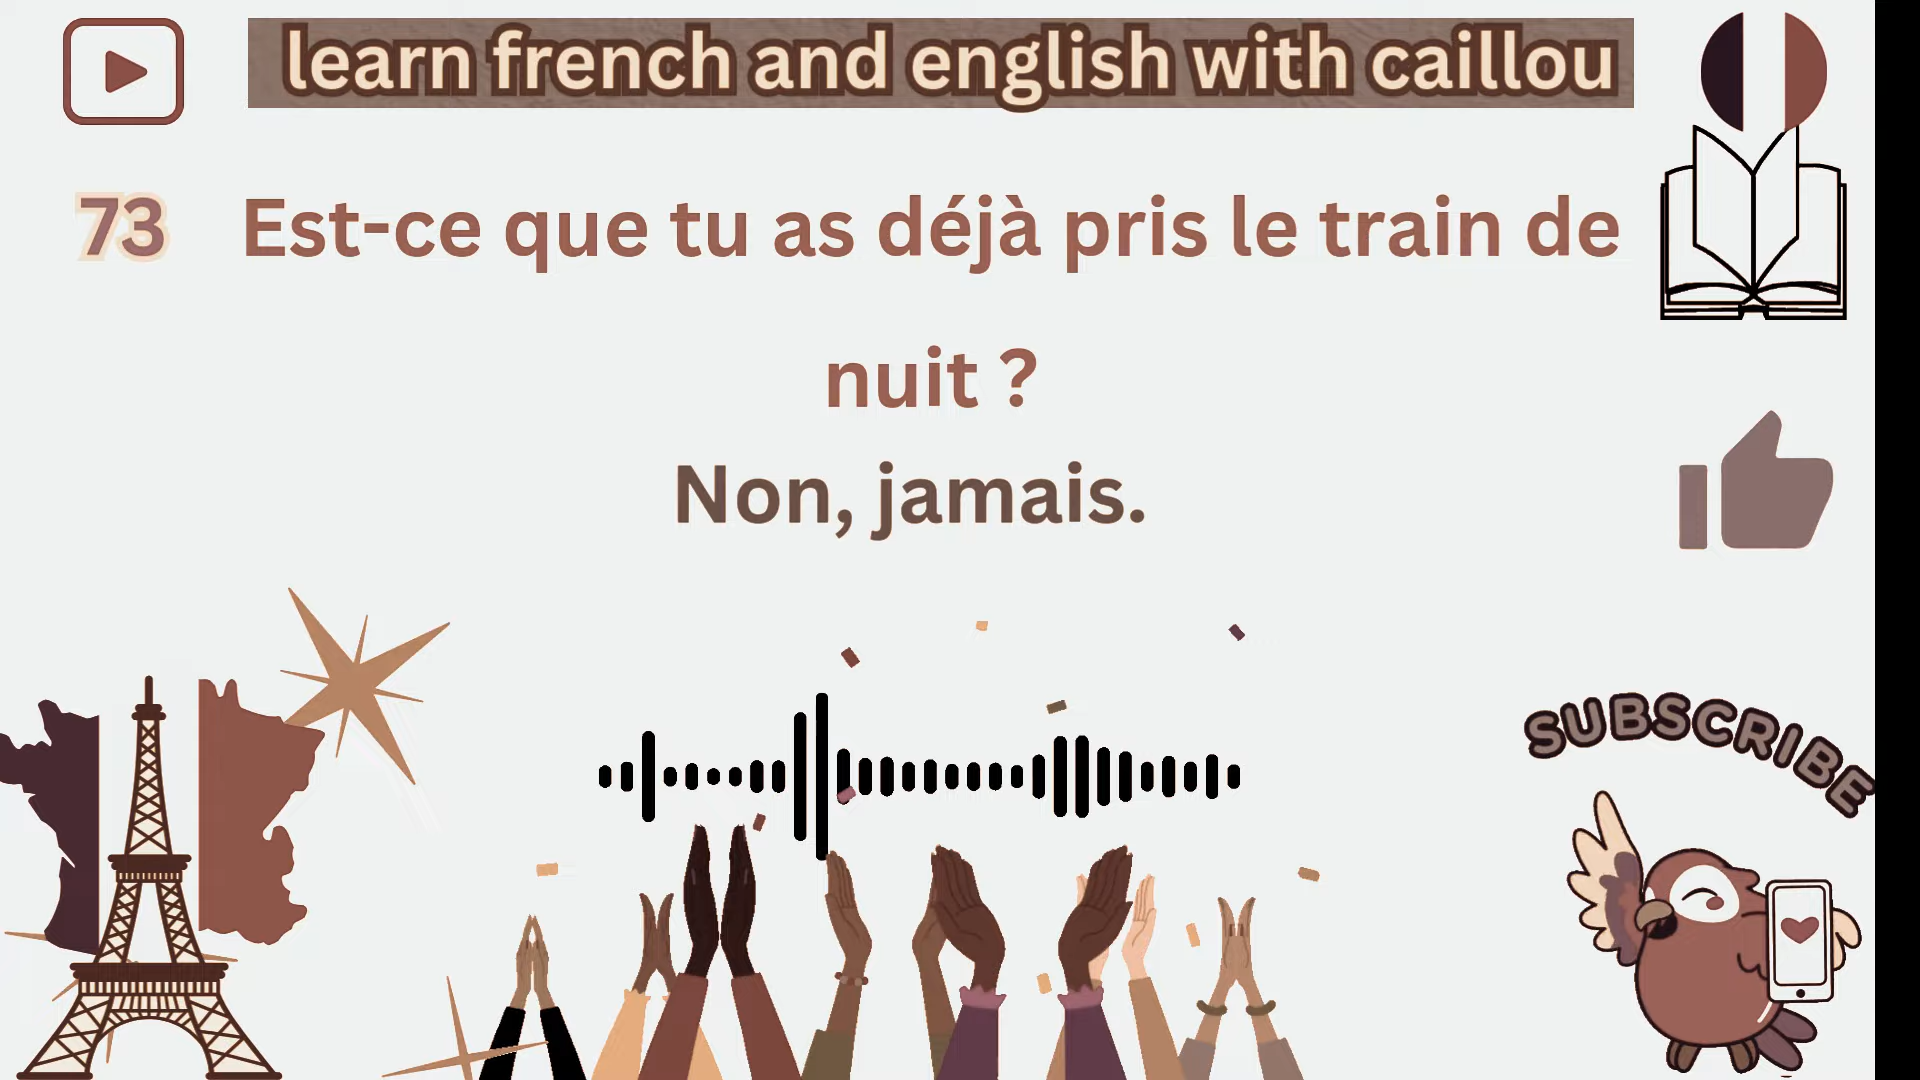 learn french and english with caillou
73 Est-ce que tu as déjà pris le train de
nuit ?
Non, jamais.
SUBSCRIBE